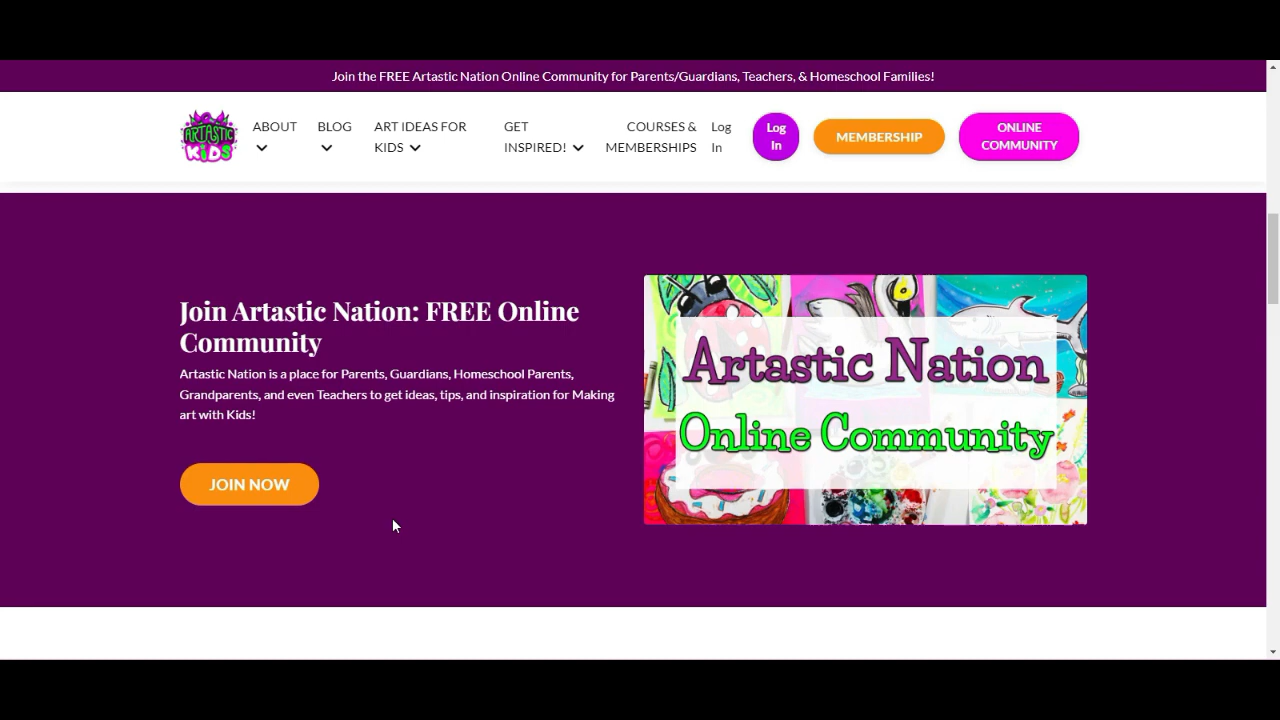 Join the FREE Artastic Nation Online Community for Parents/Guardians, Teachers, & Homeschool Families!
ARTASTIC
KiDS
ABOUT
BLOG
ART IDEAS FOR
KIDS
GET
INSPIRED!
COURSES &
MEMBERSHIPS
Log
In
Log
In
MEMBERSHIP
ONLINE
COMMUNITY
Join Artastic Nation: FREE Online
Community
Artastic Nation is a place for Parents, Guardians, Homeschool Parents,
Grandparents, and even Teachers to get ideas, tips, and inspiration for Making
art with Kids!
JOIN NOW
Artastic Nation
Online Community